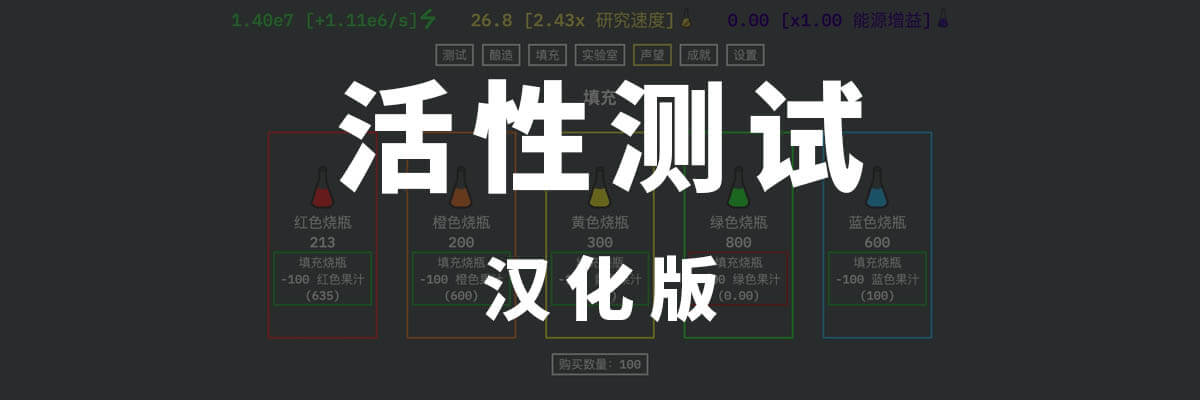 1.40e7 [+1.11e6/s] 26.8 [2.43x 研究速度] 0.00 [x1.00 能源增益]
测试 酿造 填充 实验室 声望 成就 设置
填充
活性测试
红色烧瓶 橙色烧瓶 黄色烧瓶 绿色烧瓶 蓝色烧瓶
213 200 300 800 600
填充烧瓶 填充烧瓶 填充烧瓶 填充烧瓶
-100 红色果汁 -100 橙色果汁 绿色果汁 -100 蓝色果汁
(635) (600) (0.00) (100)
汉化版
购买数量: 100